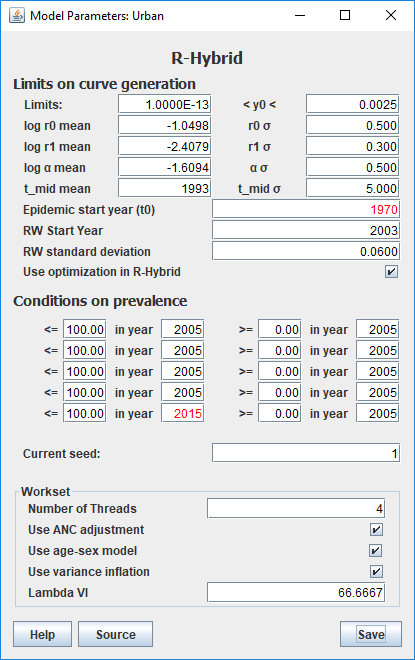 Model Parameters: Urban
R-Hybrid
Limits on curve generation
Limits: 1.0000E-13 < y0 < 0.0025
log r0 mean -1.0498 r0 σ 0.500
log r1 mean -2.4079 r1 σ 0.300
log α mean -1.6094 α σ 0.500
t_mid mean 1993 t_mid σ 5.000
Epidemic start year (t0) 1970
RW Start Year 2003
RW standard deviation 0.0600
Use optimization in R-Hybrid
Conditions on prevalence
<= 100.00 in year 2005 >= 0.00 in year 2005
<= 100.00 in year 2005 >= 0.00 in year 2005
<= 100.00 in year 2005 >= 0.00 in year 2005
<= 100.00 in year 2005 >= 0.00 in year 2005
<= 100.00 in year 2015 >= 0.00 in year 2005
Current seed: 1
Workset
Number of Threads 4
Use ANC adjustment
Use age-sex model
Use variance inflation
Lambda VI 66.6667
Help Source Save